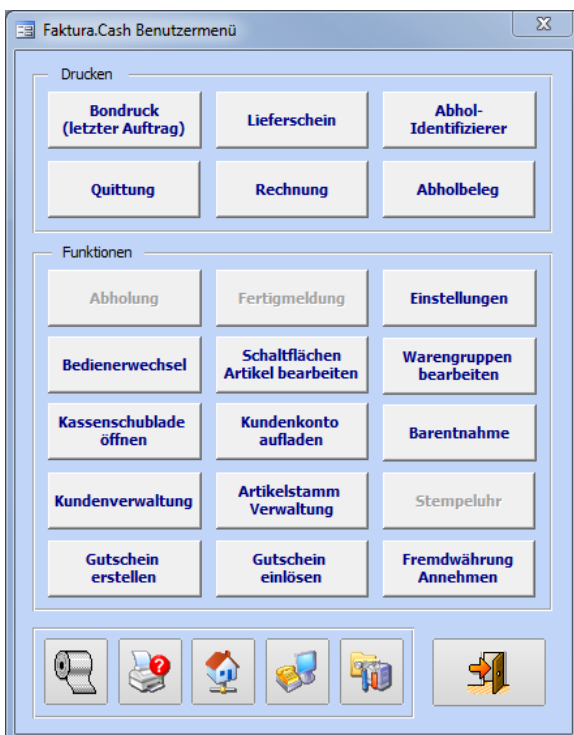 Faktura.Cash Benutzermenü
Drucken
Bondruck
(letzter Auftrag)
Lieferschein
Abhol-
Identifizierer
Quittung
Rechnung
Abholbeleg
Funktionen
Abholung
Fertigmeldung
Einstellungen
Bedienerwechsel
Schaltflächen
Artikel bearbeiten
Warengruppen
bearbeiten
Kassenschublade
öffnen
Kundenkonto
aufladen
Barentnahme
Kundenverwaltung
Artikelstamm
Verwaltung
Stempeluhr
Gutschein
erstellen
Gutschein
einlösen
Fremdwährung
Annehmen